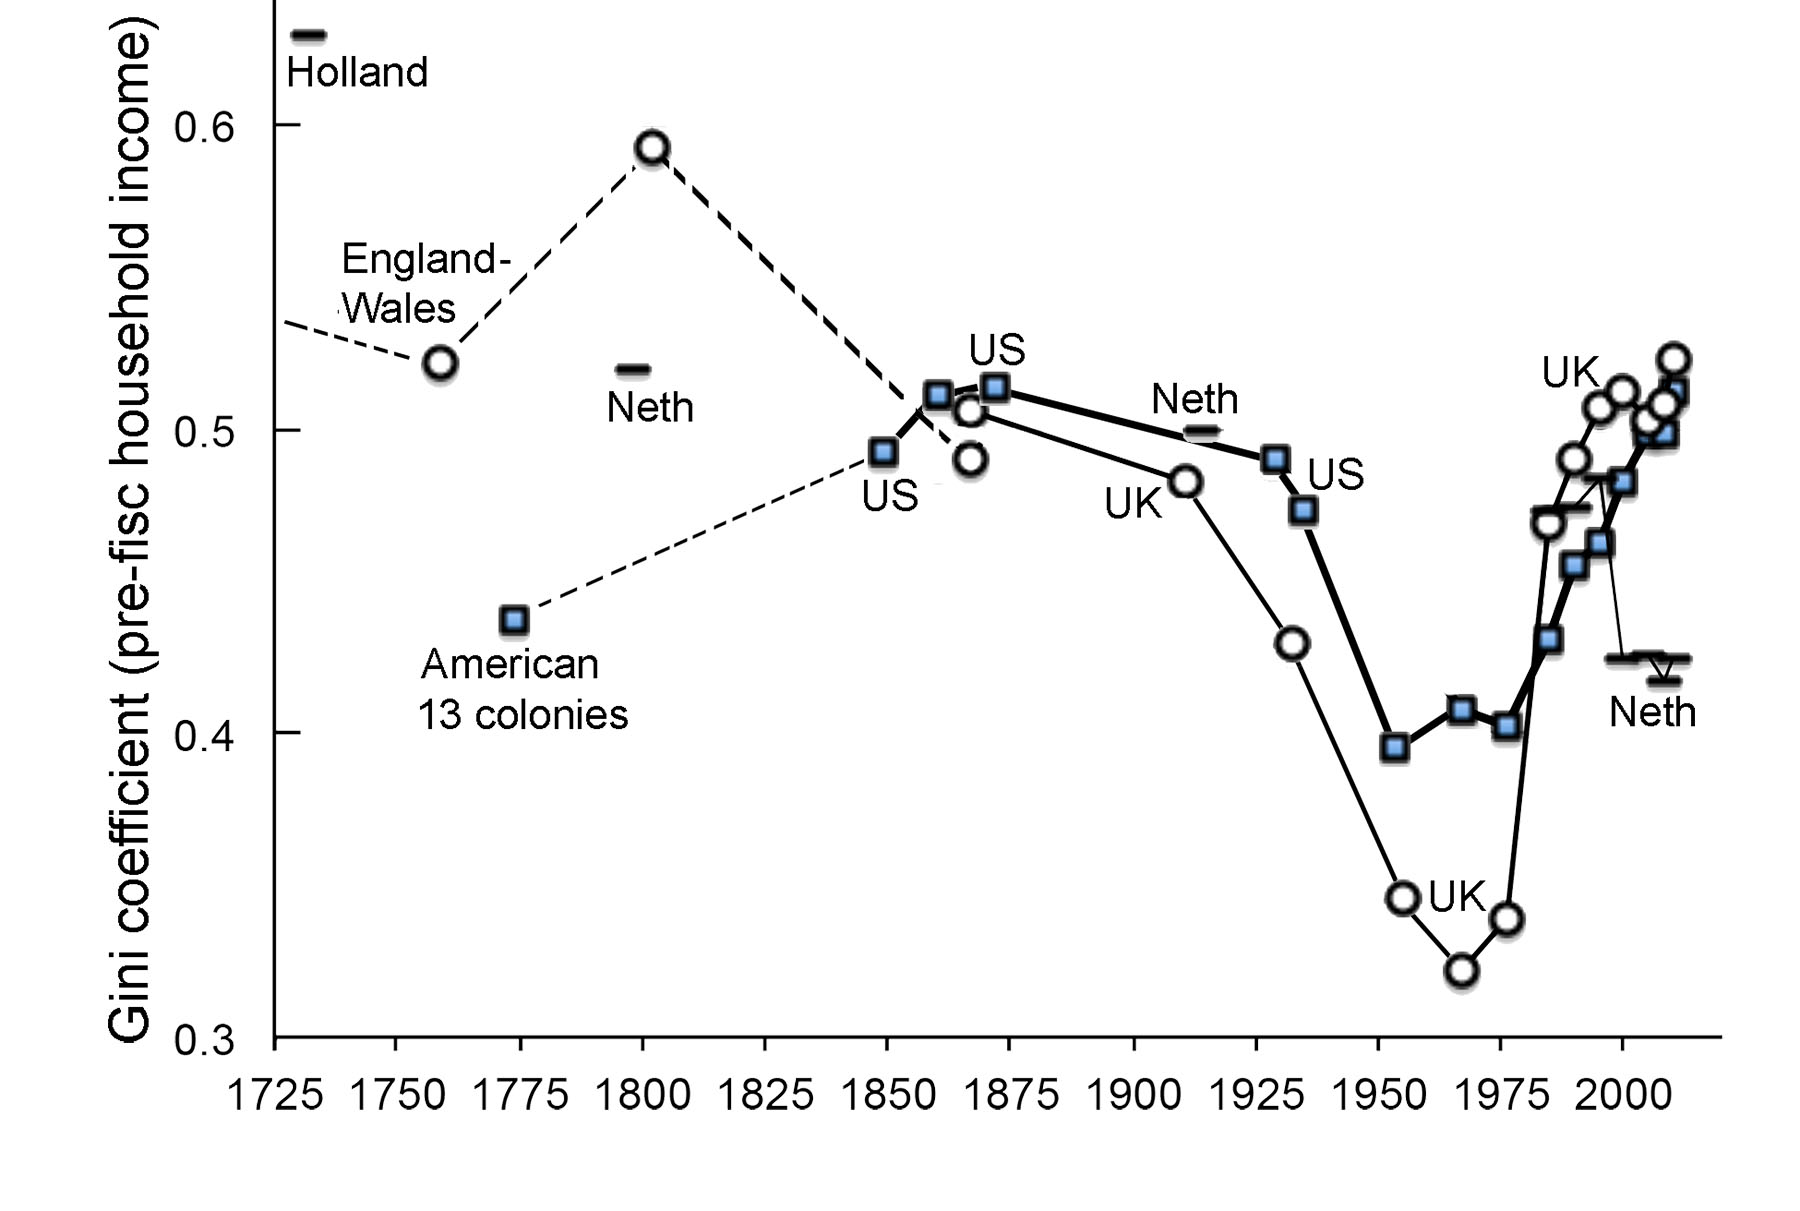 Gini coefficient (pre-fisc household income)
Holland
0.6
England-
Wales
US
UK
Neth
Neth
0.5
US
US
UK
American
13 colonies
Neth
0.4
UK
0.3
1725 1750 1775 1800 1825 1850 1875 1900 1925 1950 1975 2000